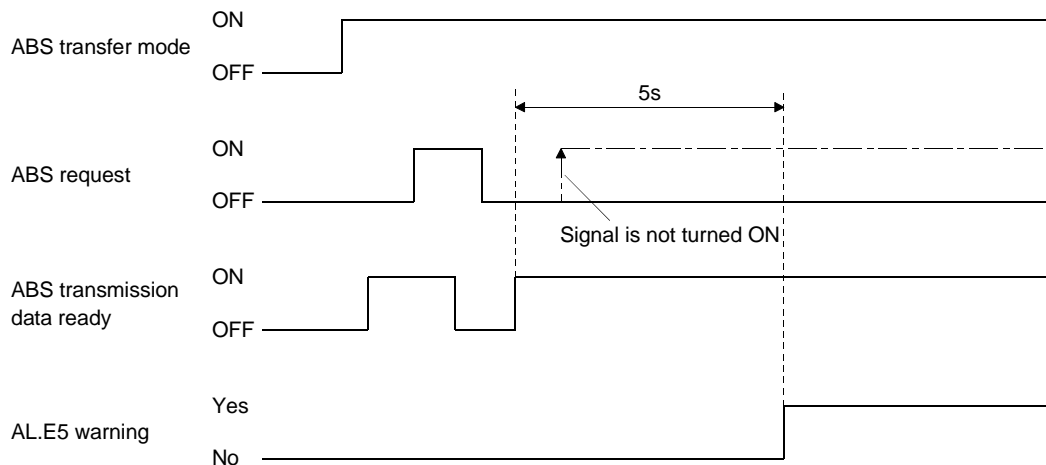 ON
ABS transfer mode
OFF
5s
ON
ABS request
OFF
Signal is not turned ON
ON
ABS transmission
data ready
OFF
Yes
AL.E5 warning
No